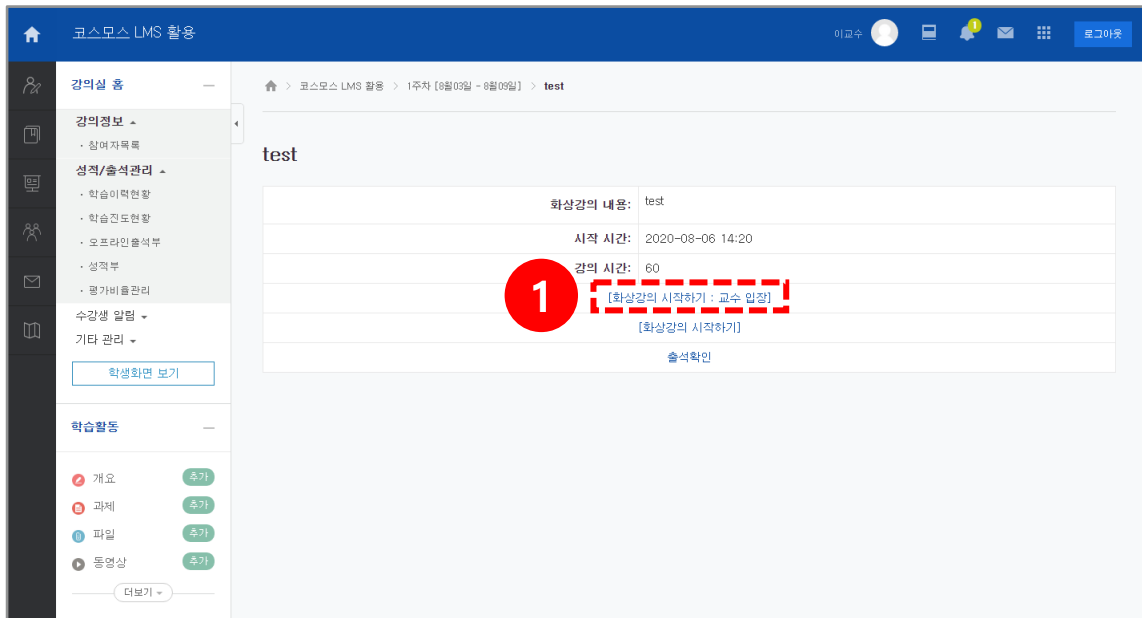 코스모스 LMS 활용
이교수
1
로그아웃
강의실 홈
강의정보
· 참여자목록
성적/출석관리
· 학습이력현황
· 학습진도현황
· 오프라인출석부
· 성적부
· 평가비율관리
수강생 알림
기타 관리
학생화면 보기
학습활동
개요 추가
과제 추가
파일 추가
동영상 추가
더보기
> 코스모스 LMS 활용 > 1주차 [8월03일 - 8월09일] > test
test
화상강의 내용: test
시작 시간: 2020-08-06 14:20
강의 시간: 60
1
[화상강의 시작하기 : 교수 입장]
[화상강의 시작하기]
출석확인